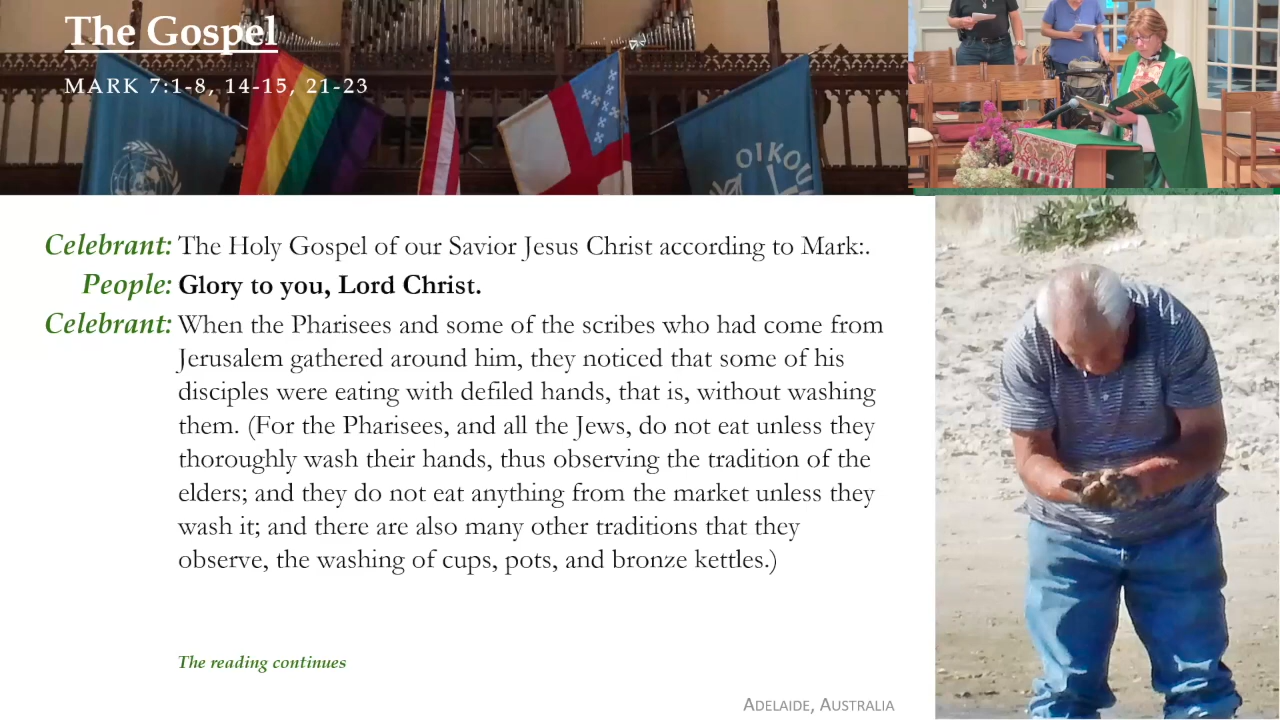 The Gospel
MARK 7:1-8, 14-15, 21-23
OIKOU
Celebrant: The Holy Gospel of our Savior Jesus Christ according to Mark:.
People: Glory to you, Lord Christ.
Celebrant: When the Pharisees and some of the scribes who had come from
Jerusalem gathered around him, they noticed that some of his
disciples were eating with defiled hands, that is, without washing
them. (For the Pharisees, and all the Jews, do not eat unless they
thoroughly wash their hands, thus observing the tradition of the
elders; and they do not eat anything from the market unless they
wash it; and there are also many other traditions that they
observe, the washing of cups, pots, and bronze kettles.)
The reading continues
ADELAIDE, AUSTRALIA